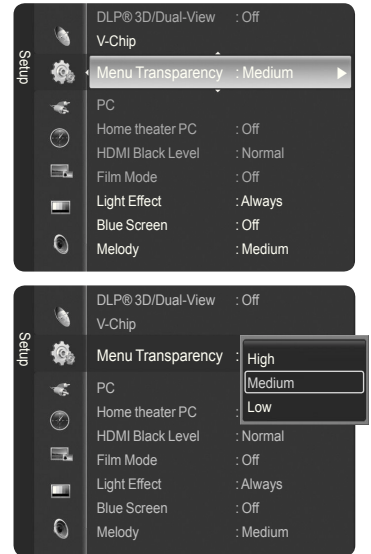 DLP® 3D/Dual-View : Off
V-Chip
Setup
Menu Transparency : Medium
PC
Home theater PC : Off
HDMI Black Level : Normal
Film Mode : Off
Light Effect : Always
Blue Screen : Off
Melody : Medium
DLP® 3D/Dual-View : Off
V-Chip
Setup
Menu Transparency :
High
Medium
Low
PC
Home theater PC :
HDMI Black Level : Normal
Film Mode : Off
Light Effect : Always
Blue Screen : Off
Melody : Medium